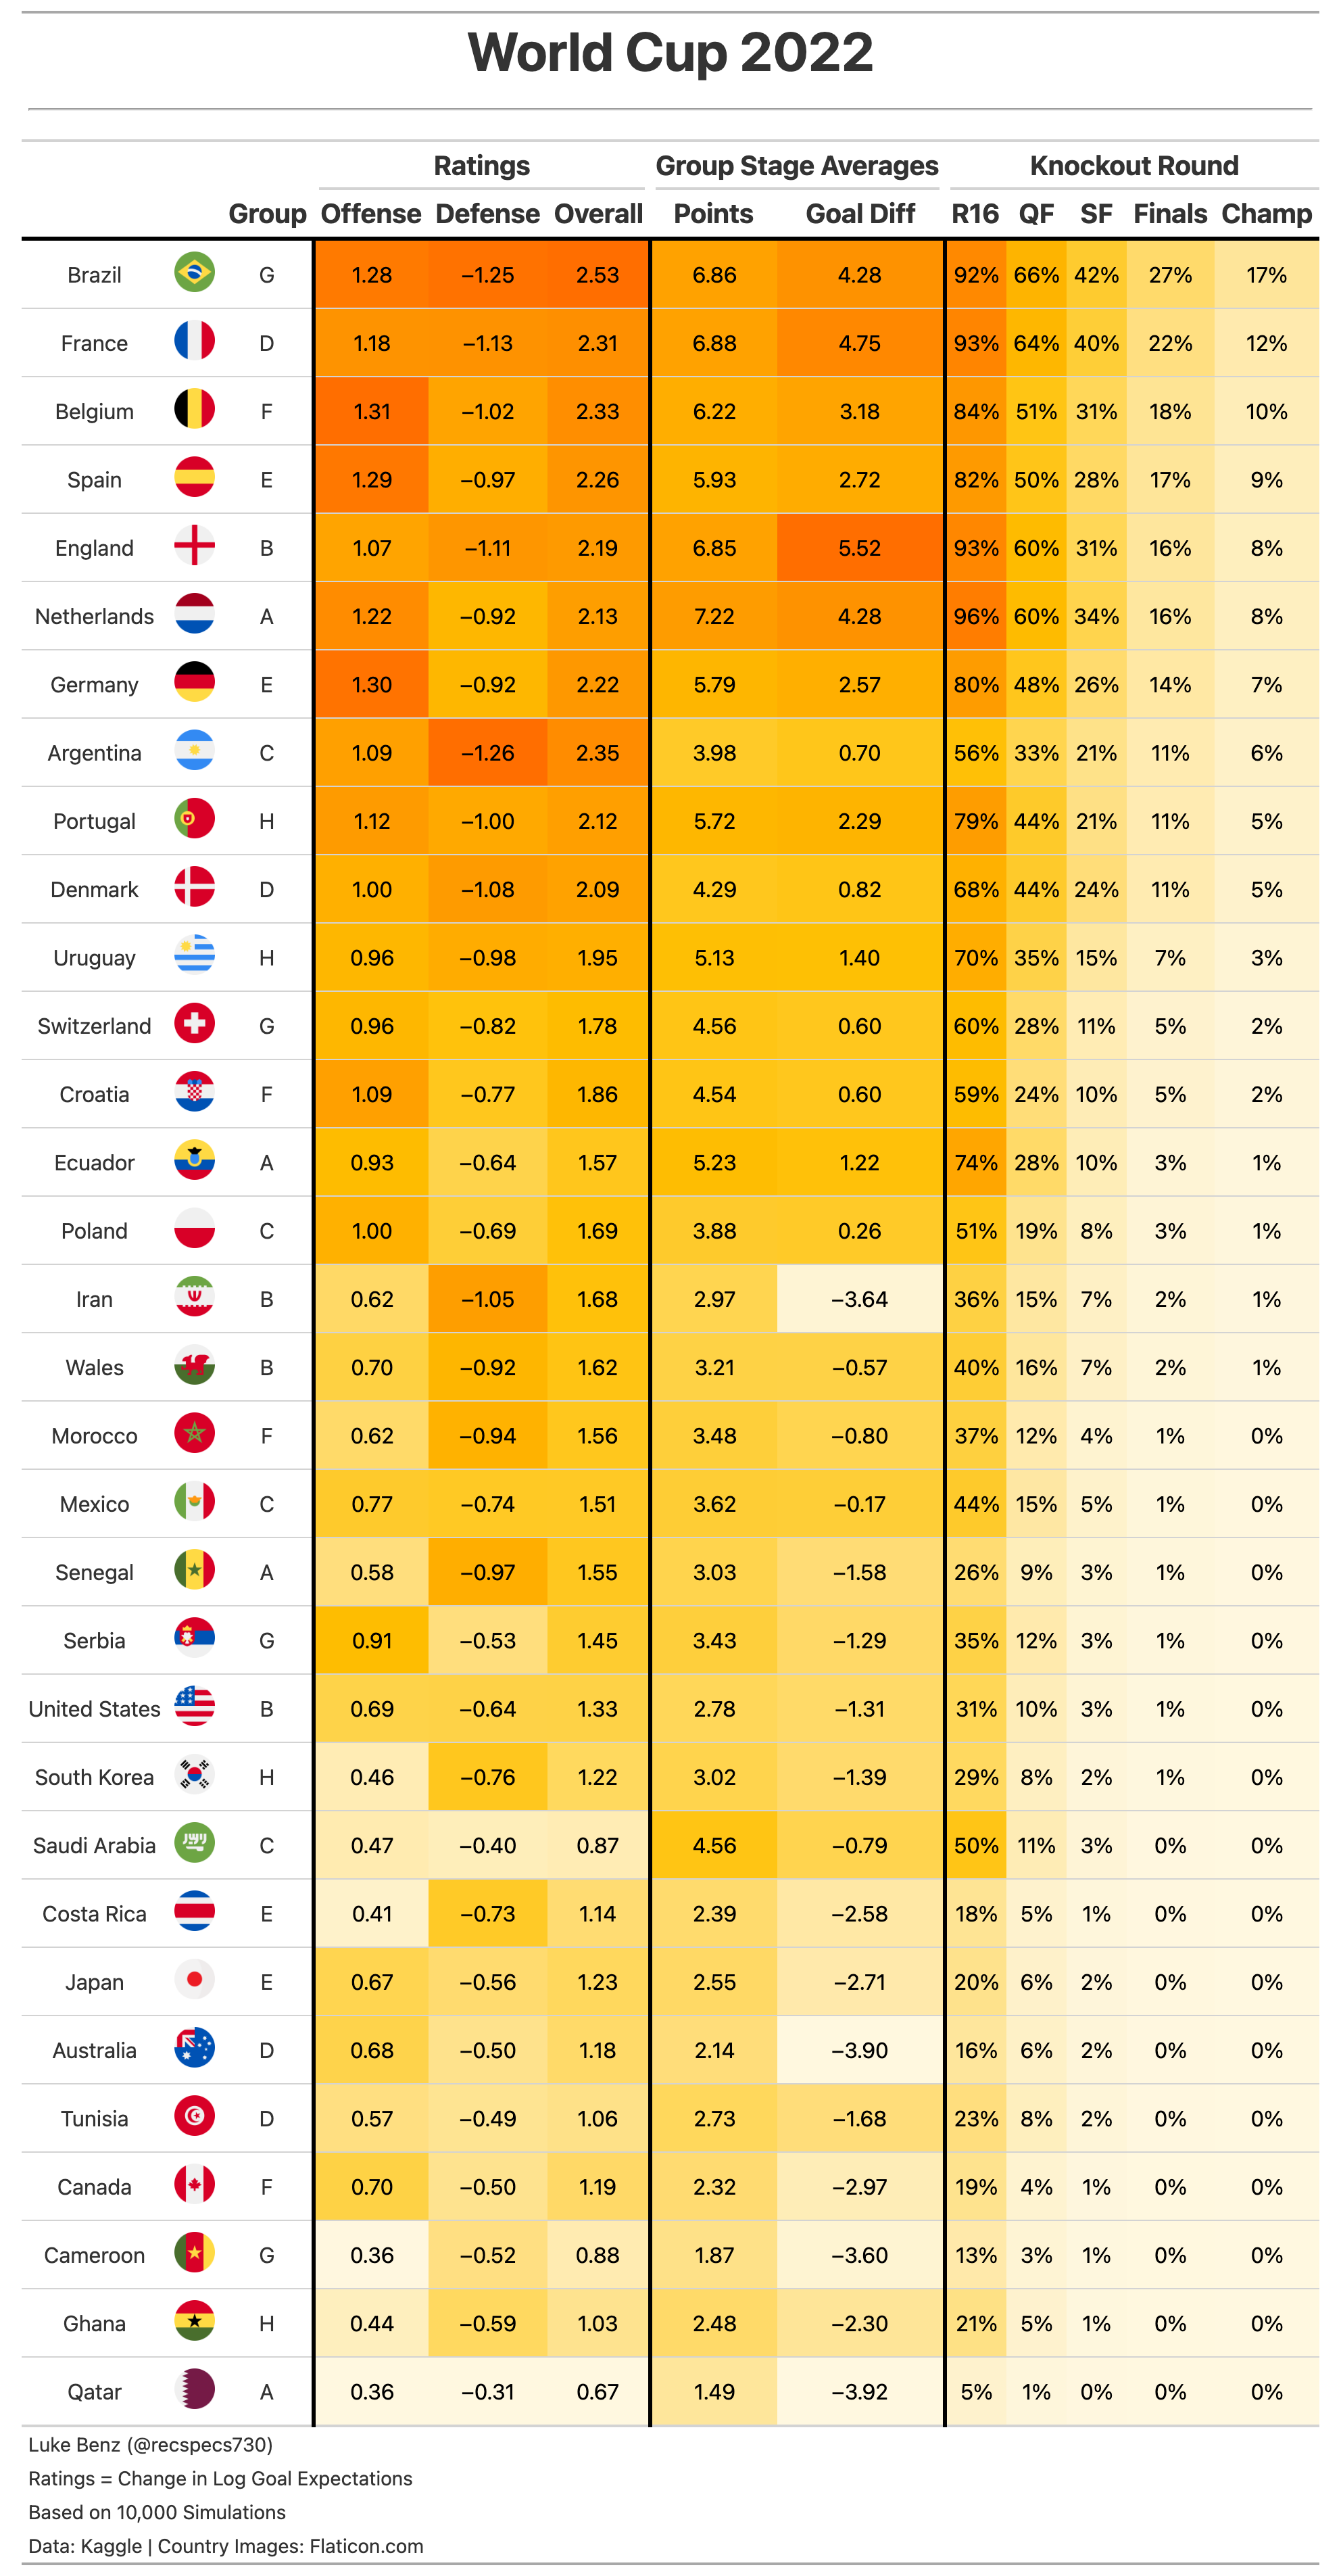 World Cup 2022
Ratings Group Stage Averages Knockout Round
Group Offense Defense Overall Points Goal Diff R16 QF SF Finals Champ
Brazil G 1.28 −1.25 2.53 6.86 4.28 92% 66% 42% 27% 17%
France D 1.18 −1.13 2.31 6.88 4.75 93% 64% 40% 22% 12%
Belgium F 1.31 −1.02 2.33 6.22 3.18 84% 51% 31% 18% 10%
Spain E 1.29 −0.97 2.26 5.93 2.72 82% 50% 28% 17% 9%
England B 1.07 −1.11 2.19 6.85 5.52 93% 60% 31% 16% 8%
Netherlands A 1.22 −0.92 2.13 7.22 4.28 96% 60% 34% 16% 8%
Germany E 1.30 −0.92 2.22 5.79 2.57 80% 48% 26% 14% 7%
Argentina C 1.09 −1.26 2.35 3.98 0.70 56% 33% 21% 11% 6%
Portugal H 1.12 −1.00 2.12 5.72 2.29 79% 44% 21% 11% 5%
Denmark D 1.00 −1.08 2.09 4.29 0.82 68% 44% 24% 11% 5%
Uruguay H 0.96 −0.98 1.95 5.13 1.40 70% 35% 15% 7% 3%
Switzerland G 0.96 −0.82 1.78 4.56 0.60 60% 28% 11% 5% 2%
Croatia F 1.09 −0.77 1.86 4.54 0.60 59% 24% 10% 5% 2%
Ecuador A 0.93 −0.64 1.57 5.23 1.22 74% 28% 10% 3% 1%
Poland C 1.00 −0.69 1.69 3.88 0.26 51% 19% 8% 3% 1%
Iran B 0.62 −1.05 1.68 2.97 −3.64 36% 15% 7% 2% 1%
Wales B 0.70 −0.92 1.62 3.21 −0.57 40% 16% 7% 2% 1%
Morocco F 0.62 −0.94 1.56 3.48 −0.80 37% 12% 4% 1% 0%
Mexico C 0.77 −0.74 1.51 3.62 −0.17 44% 15% 5% 1% 0%
Senegal A 0.58 −0.97 1.55 3.03 −1.58 26% 9% 3% 1% 0%
Serbia G 0.91 −0.53 1.45 3.43 −1.29 35% 12% 3% 1% 0%
United States B 0.69 −0.64 1.33 2.78 −1.31 31% 10% 3% 1% 0%
South Korea H 0.46 −0.76 1.22 3.02 −1.39 29% 8% 2% 1% 0%
Saudi Arabia C 0.47 −0.40 0.87 4.56 −0.79 50% 11% 3% 0% 0%
Costa Rica E 0.41 −0.73 1.14 2.39 −2.58 18% 5% 1% 0% 0%
Japan E 0.67 −0.56 1.23 2.55 −2.71 20% 6% 2% 0% 0%
Australia D 0.68 −0.50 1.18 2.14 −3.90 16% 6% 2% 0% 0%
Tunisia D 0.57 −0.49 1.06 2.73 −1.68 23% 8% 2% 0% 0%
Canada F 0.70 −0.50 1.19 2.32 −2.97 19% 4% 1% 0% 0%
Cameroon G 0.36 −0.52 0.88 1.87 −3.60 13% 3% 1% 0% 0%
Ghana H 0.44 −0.59 1.03 2.48 −2.30 21% 5% 1% 0% 0%
Qatar A 0.36 −0.31 0.67 1.49 −3.92 5% 1% 0% 0% 0%
Luke Benz (@recspecs730)
Ratings = Change in Log Goal Expectations
Based on 10,000 Simulations
Data: Kaggle | Country Images: Flaticon.com